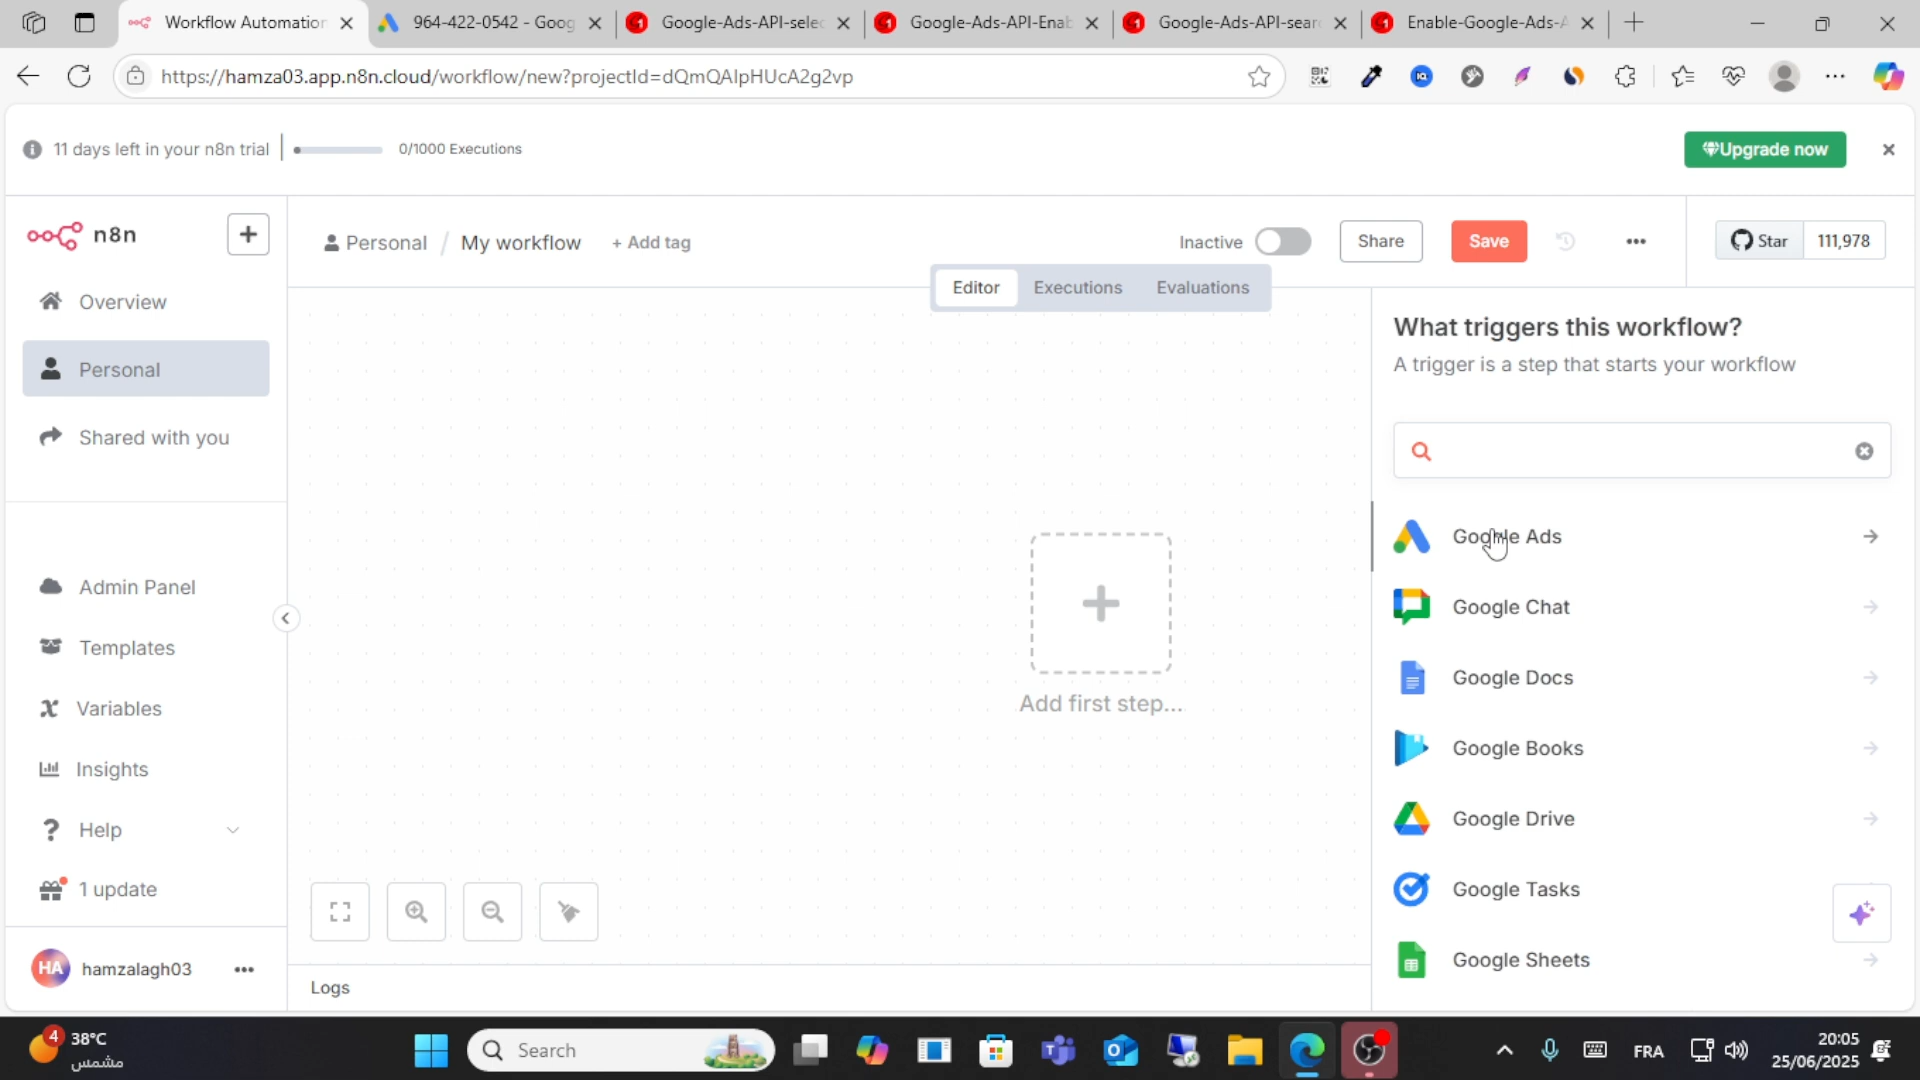 Workflow Automation
964-422-0542 - Goog
Google-Ads-API-selec
Google-Ads-API-Enab
Google-Ads-API-sear
Enable-Google-Ads-A
https://hamza03.app.n8n.cloud/workflow/new?projectId=dQmQAlpHUcA2g2vp
11 days left in your n8n trial
0/1000 Executions
Upgrade now
n8n
Personal / My workflow + Add tag
Inactive
Share
Save
Star 111,978
Editor
Executions
Evaluations
Overview
Personal
Shared with you
Admin Panel
Templates
Variables
Insights
Help
1 update
HA hamzalagh03
Add first step...
Logs
What triggers this workflow?
A trigger is a step that starts your workflow
Google Ads
Google Chat
Google Docs
Google Books
Google Drive
Google Tasks
Google Sheets
4
38°C
مشمس
Search
FRA
20:05
25/06/2025